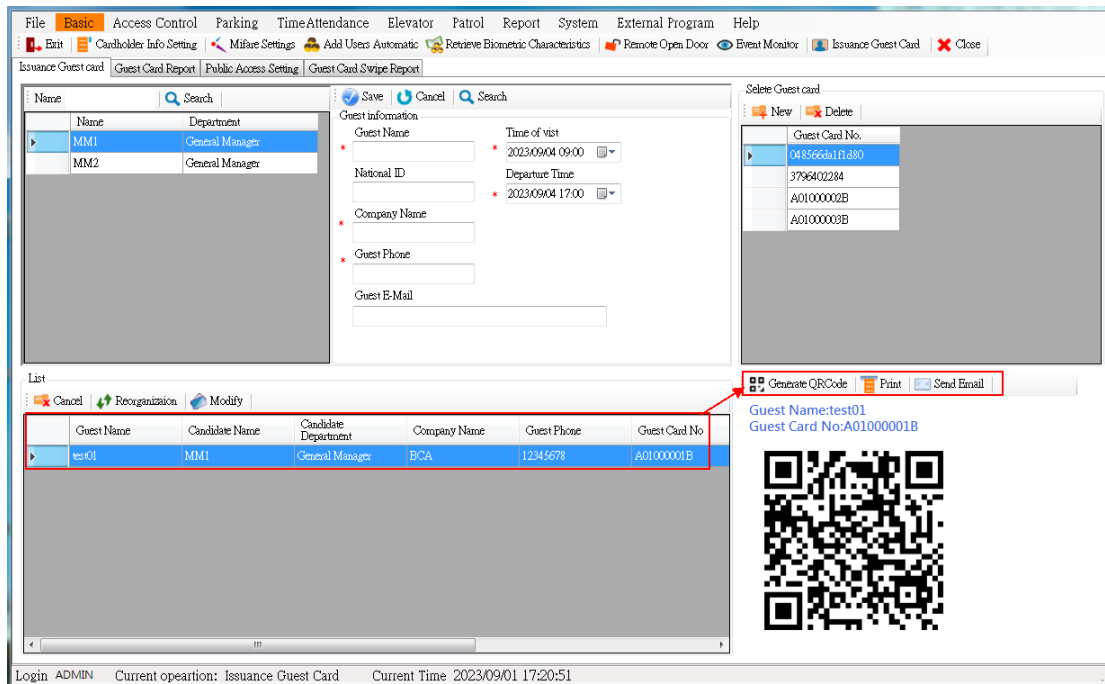 File Basic Access Control Parking TimeAttendance Elevator Patrol Report System External Program Help
Exit Cardholder Info Setting Mifare Settings Add Users Automatic Retrieve Biometric Characteristics Remote Open Door Event Monitor Issuance Guest Card Close
Issuance Guest card Guest Card Report Public Access Setting Guest Card Swipe Report
Name Search
Name Department
MM1 General Manager
MM2 General Manager
Save Cancel Search
Guest information
Guest Name Time of vist
* * 2023/09/04 09:00
National ID Departure Time
* 2023/09/04 17:00
Company Name
*
Guest Phone
*
Guest E-Mail
Selete Guest card
New Delete
Guest Card No.
048566da1f1d80
3796402284
A01000002B
A01000003B
List
Cancel Reorganizaion Modify
Guest Name Candidate Name Candidate Department Company Name Guest Phone Guest Card No
test01 MM1 General Manager BCA 12345678 A01000001B
Generate QRCode Print Send Email
Guest Name:test01
Guest Card No:A01000001B
Login ADMIN Current opeartion: Issuance Guest Card Current Time 2023/09/01 17:20:51